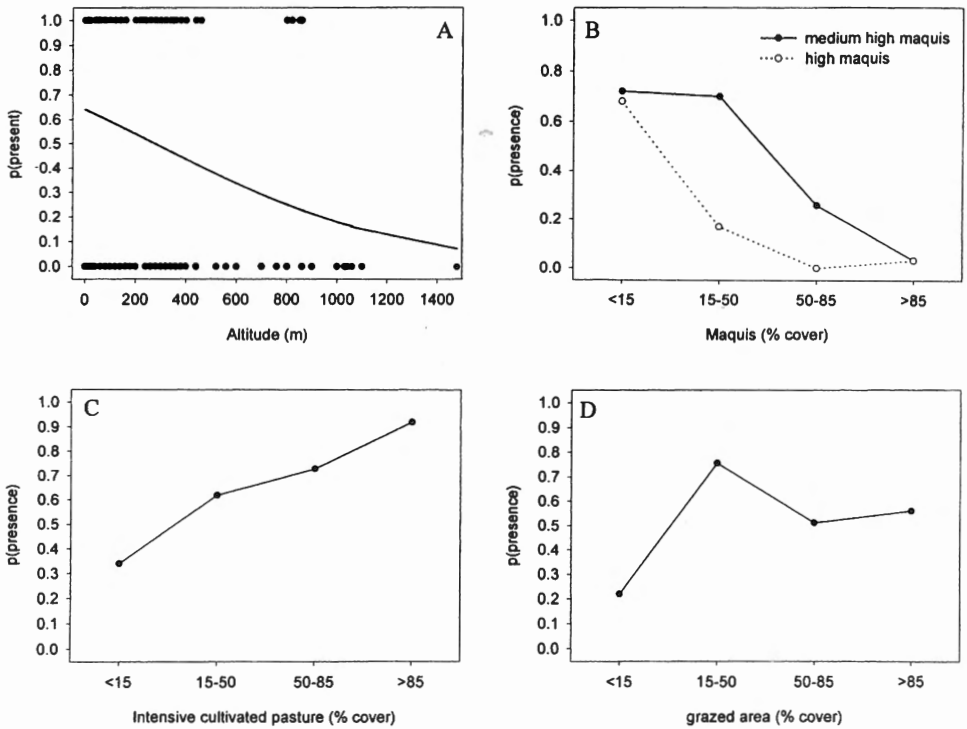 A
1.0
0.9
0.8
0.7
0.6
0.5
0.4
0.3
0.2
0.1
0.0
p(present)
0 200 400 600 800 1000 1200 1400
Altitude (m)
B
medium high maquis
high maquis
1.0
0.8
0.6
0.4
0.2
0.0
p(presence)
<15 15-50 50-85 >85
Maquis (% cover)
C
1.0
0.9
0.8
0.7
0.6
0.5
0.4
0.3
0.2
0.1
0.0
p(presence)
<15 15-50 50-85 >85
Intensive cultivated pasture (% cover)
D
1.0
0.9
0.8
0.7
0.6
0.5
0.4
0.3
0.2
0.1
0.0
p(presence)
<15 15-50 50-85 >85
grazed area (% cover)